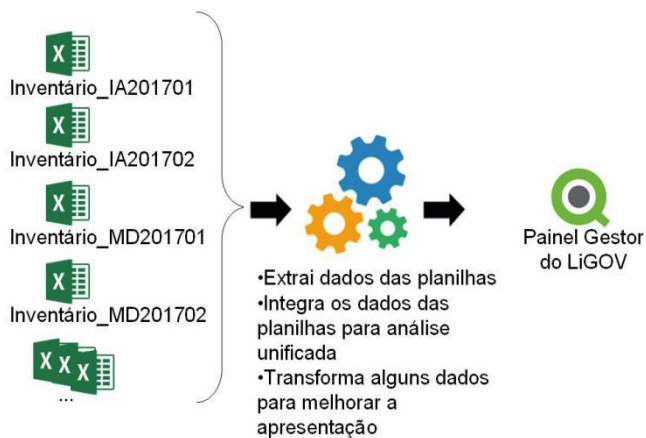 Inventário_IA201701
Inventário_IA201702
Inventário_MD201701
Inventário_MD201702
...
•Extrai dados das planilhas
•Integra os dados das
planilhas para análise
unificada
•Transforma alguns dados
para melhorar a
apresentação
Painel Gestor
do LiGOV